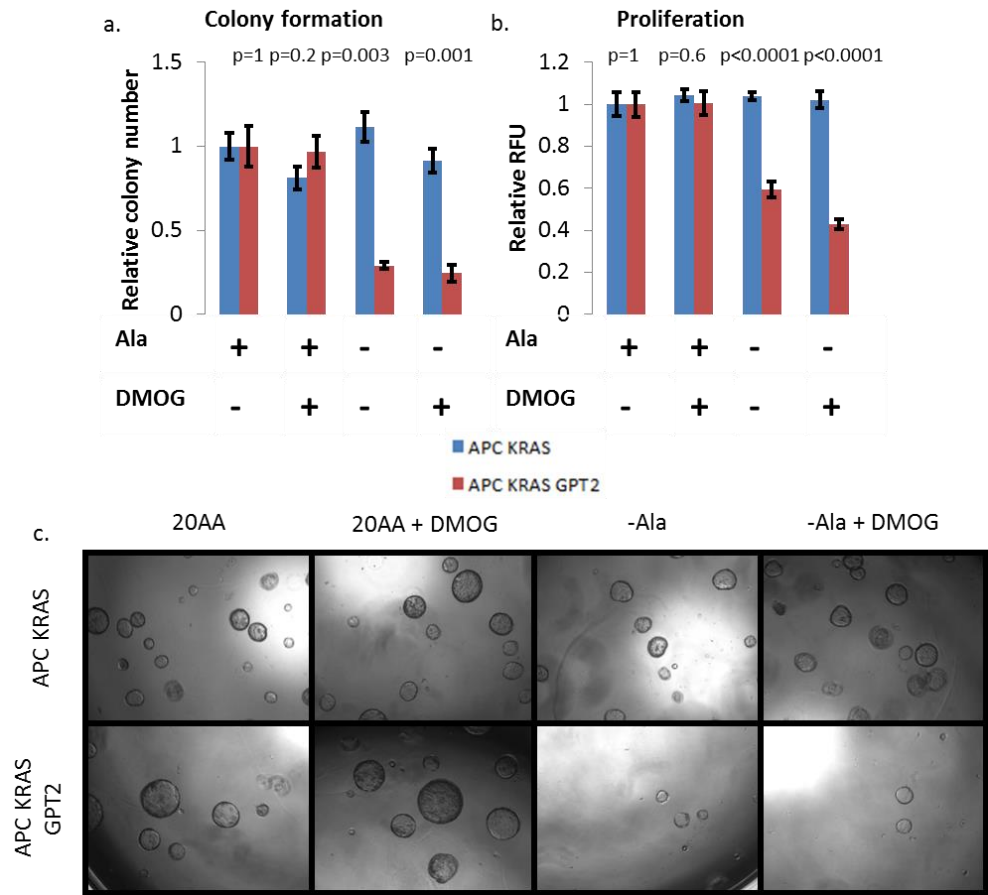 a.
Colony formation
p=1 p=0.2 p=0.003 p=0.001
1.5
1
0.5
0
Relative colony number
Ala + + - -
DMOG - + - +
b.
Proliferation
p=1 p=0.6 p<0.0001 p<0.0001
1.2
1
0.8
0.6
0.4
0.2
0
Relative RFU
Ala + + - -
DMOG - + - +
APC KRAS
APC KRAS GPT2
c.
20AA 20AA + DMOG -Ala -Ala + DMOG
APC KRAS
APC KRAS
GPT2